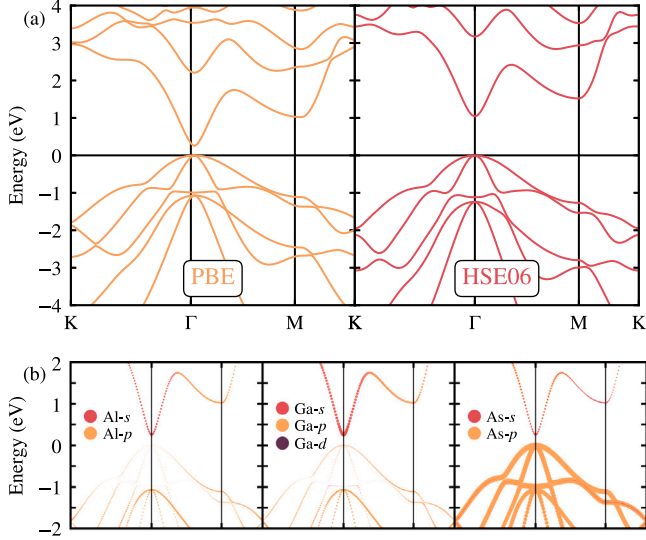 (a)
Energy (eV)
4
3
2
1
0
−1
−2
−3
−4
PBE
HSE06
K
Γ
M
K
Γ
M
K
(b)
Energy (eV)
2
1
0
−1
−2
Al-s
Al-p
Ga-s
Ga-p
Ga-d
As-s
As-p